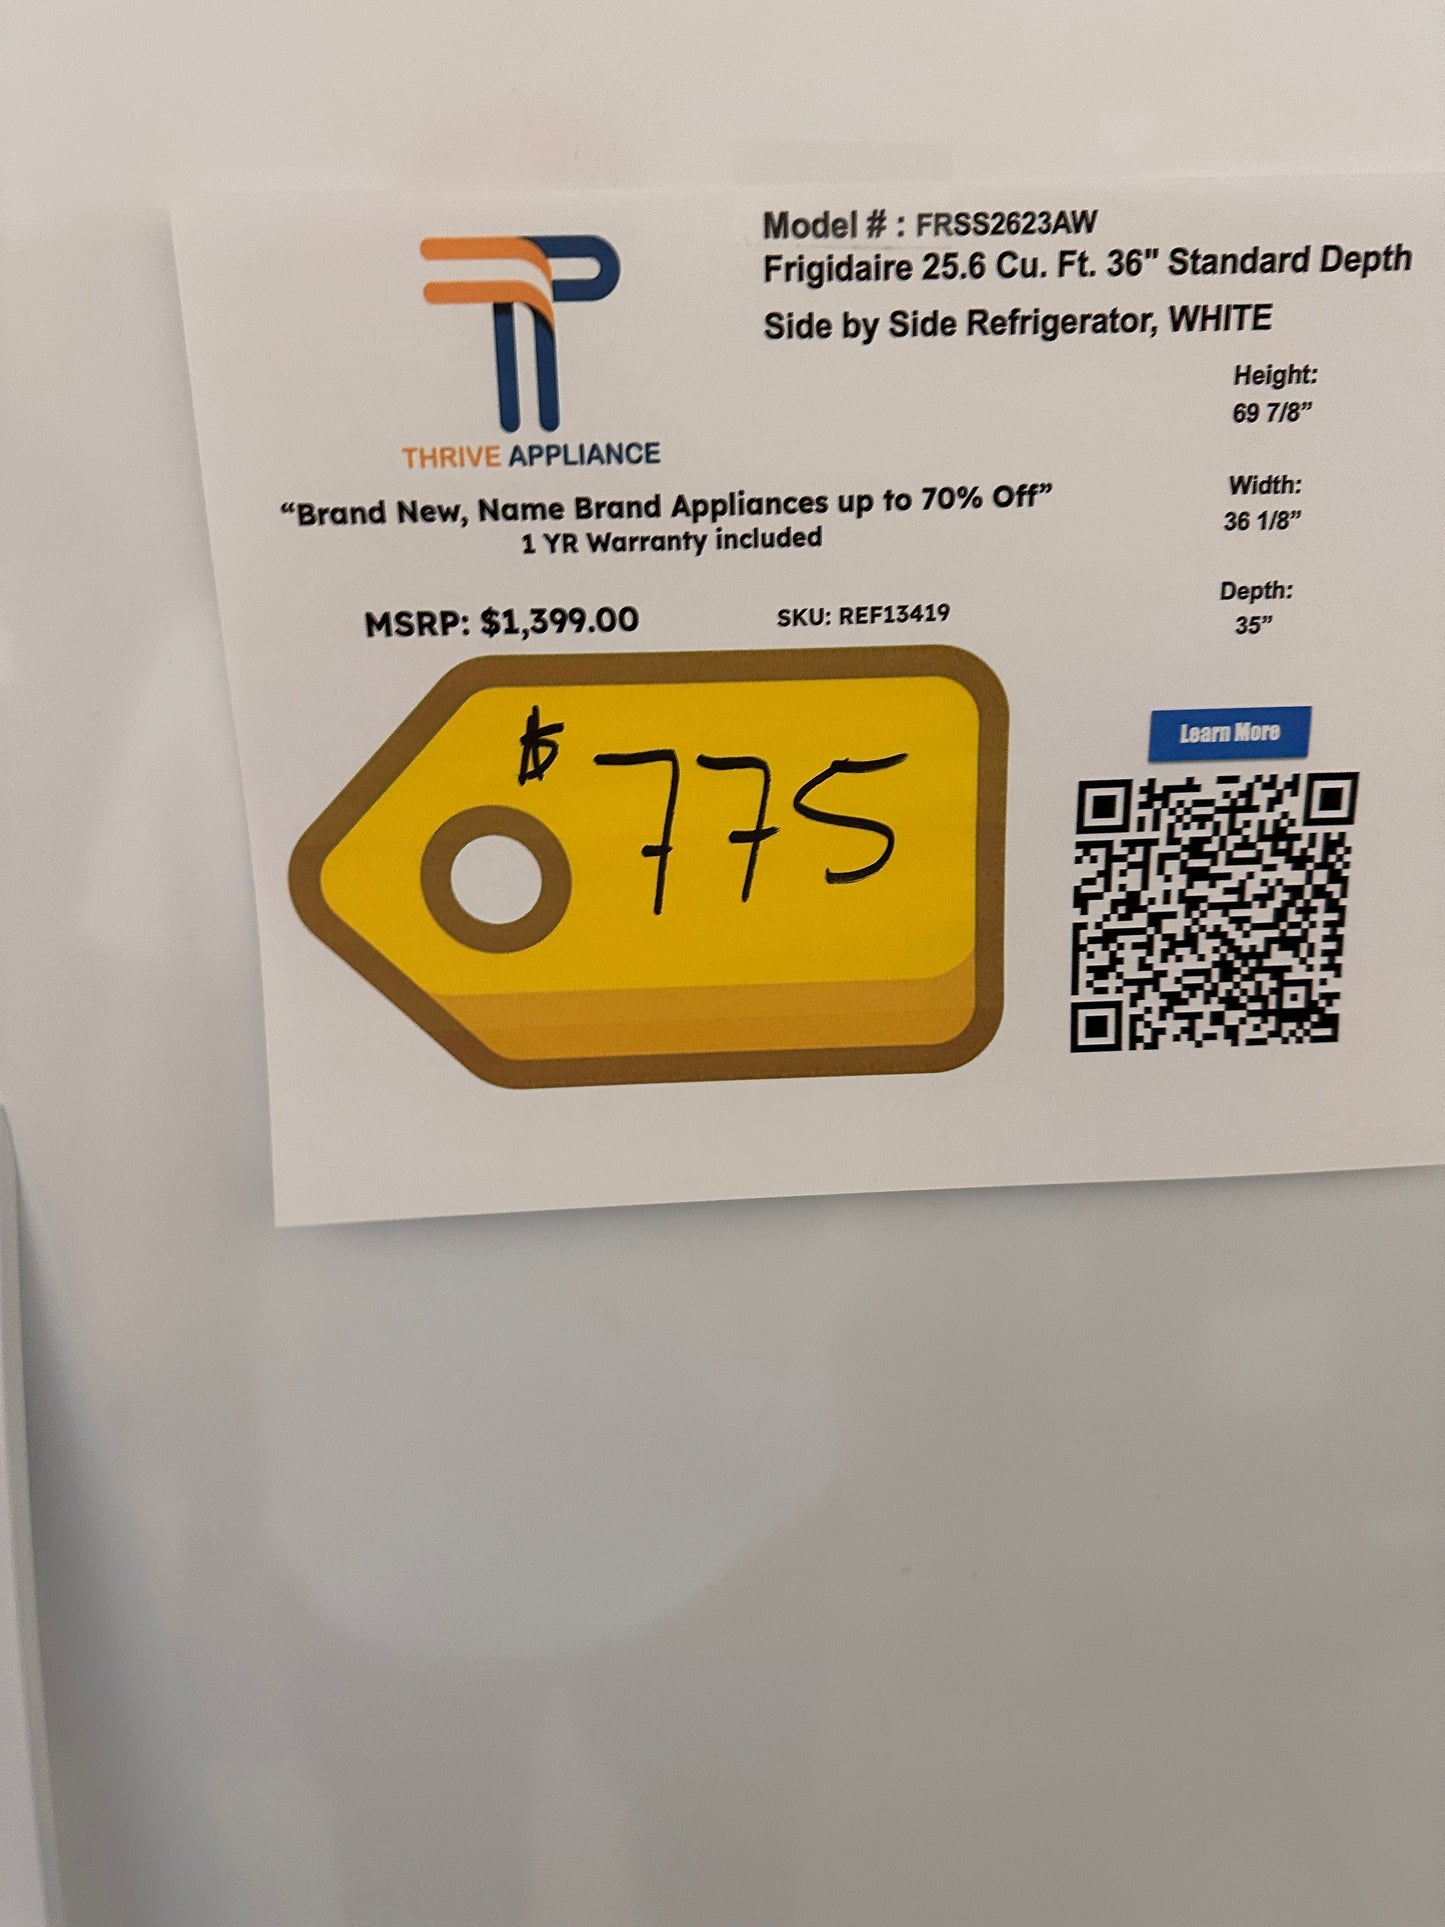 Model # : FRSS2623AW
Frigidaire 25.6 Cu. Ft. 36" Standard Depth
Side by Side Refrigerator, WHITE
THRIVE APPLIANCE
“Brand New, Name Brand Appliances up to 70% Off”
1 YR Warranty included
MSRP: $1,399.00
SKU: REF13419
$775
Height:
69 7/8”
Width:
36 1/8”
Depth:
35”
Learn More